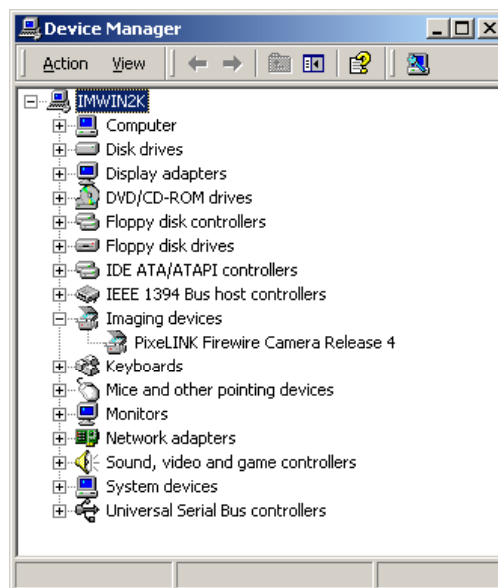 Device Manager
Action View
IMWIN2K
Computer
Disk drives
Display adapters
DVD/CD-ROM drives
Floppy disk controllers
Floppy disk drives
IDE ATA/ATAPI controllers
IEEE 1394 Bus host controllers
Imaging devices
PixeLINK Firewire Camera Release 4
Keyboards
Mice and other pointing devices
Monitors
Network adapters
Sound, video and game controllers
System devices
Universal Serial Bus controllers